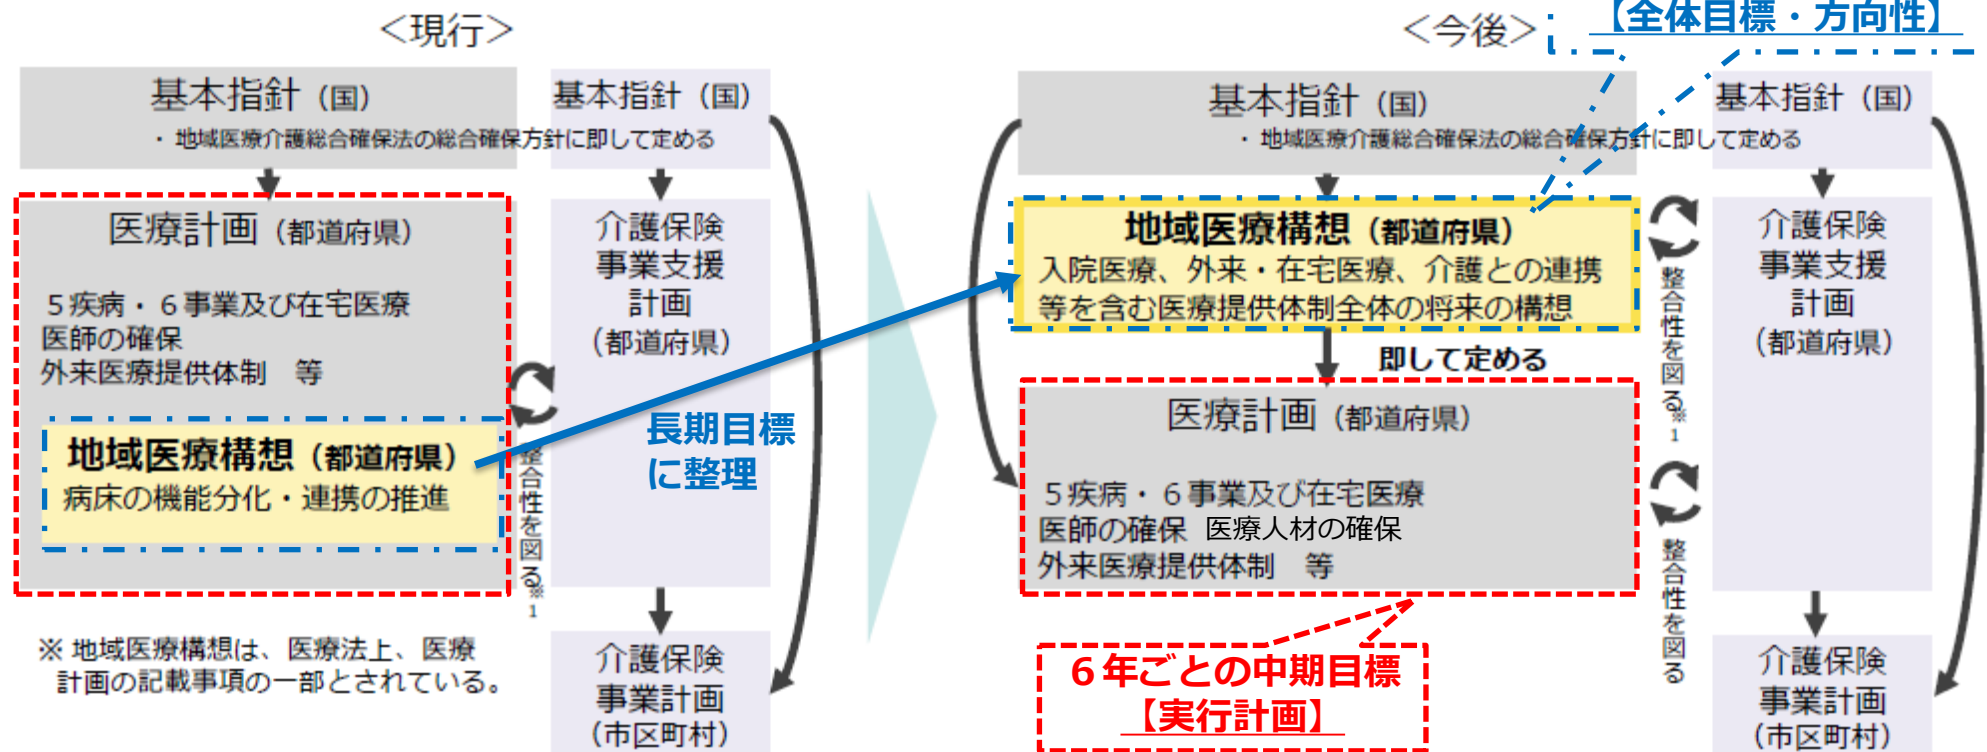 ＜現行＞
基本指針（国）
・地域医療介護総合確保法の総合確保方針に即して定める
基本指針（国）
医療計画（都道府県）
５疾病・６事業及び在宅医療
医師の確保
外来医療提供体制　等
地域医療構想（都道府県）
病床の機能分化・連携の推進
整合性を図る※1
介護保険
事業支援
計画
（都道府県）
長期目標
に整理
※ 地域医療構想は、医療法上、医療
計画の記載事項の一部とされている。
介護保険
事業計画
（市区町村）
＜今後＞
【全体目標・方向性】
基本指針（国）
・地域医療介護総合確保法の総合確保方針に即して定める
基本指針（国）
地域医療構想（都道府県）
入院医療、外来・在宅医療、介護との連携
等を含む医療提供体制全体の将来の構想
即して定める
整合性を図る※1
介護保険
事業支援
計画
（都道府県）
医療計画（都道府県）
５疾病・６事業及び在宅医療
医師の確保 医療人材の確保
外来医療提供体制　等
整合性を図る
６年ごとの中期目標
【実行計画】
介護保険
事業計画
（市区町村）